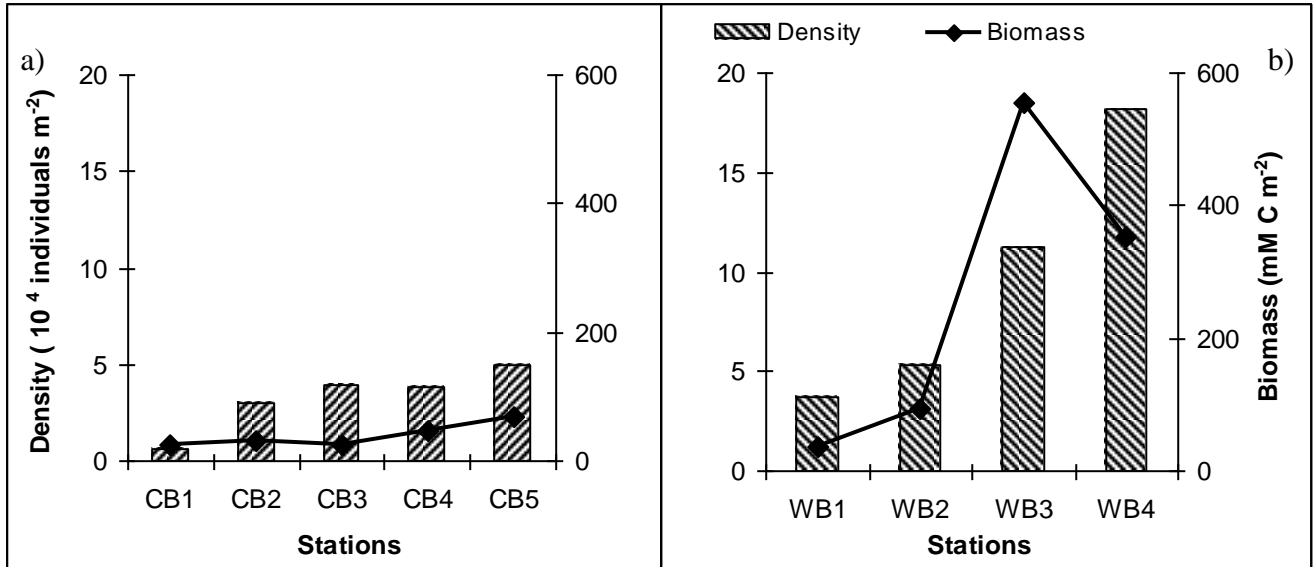 a)
Density ( 10 4 individuals m-2)
20
15
10
5
0
600
400
200
0
CB1 CB2 CB3 CB4 CB5
Stations
Density Biomass
b)
20
15
10
5
0
600
400
200
0
Biomass (mM C m-2)
WB1 WB2 WB3 WB4
Stations